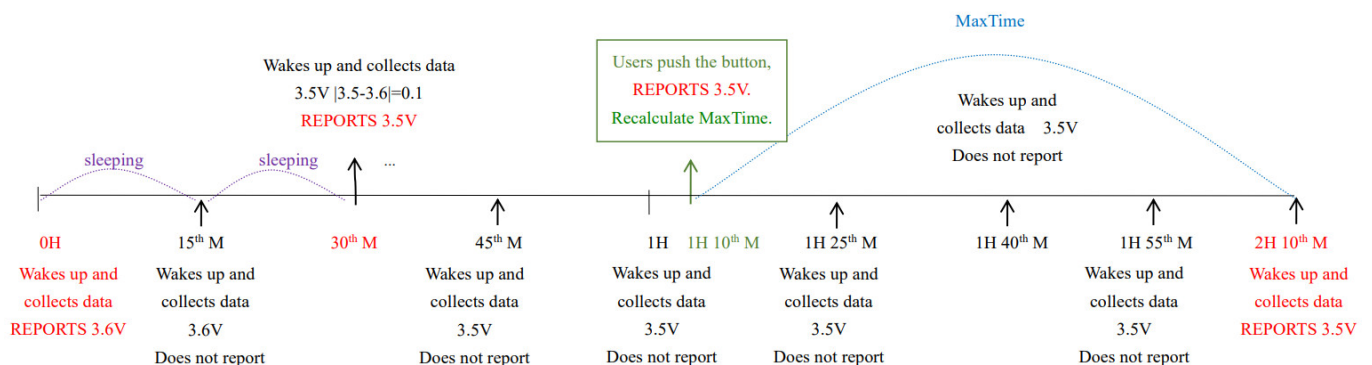 MaxTime
Wakes up and collects data
3.5V |3.5-3.6|=0.1
REPORTS 3.5V
Users push the button,
REPORTS 3.5V.
Recalculate MaxTime.
Wakes up and
collects data 3.5V
Does not report
sleeping
sleeping
...
0H
15th M
30th M
45th M
1H
1H 10th M
1H 25th M
1H 40th M
1H 55th M
2H 10th M
Wakes up and
collects data
REPORTS 3.6V
Wakes up and
collects data
3.6V
Does not report
Wakes up and
collects data
3.5V
Does not report
Wakes up and
collects data
3.5V
Does not report
Wakes up and
collects data
3.5V
Does not report
Wakes up and
collects data
3.5V
Does not report
Wakes up and
collects data
REPORTS 3.5V